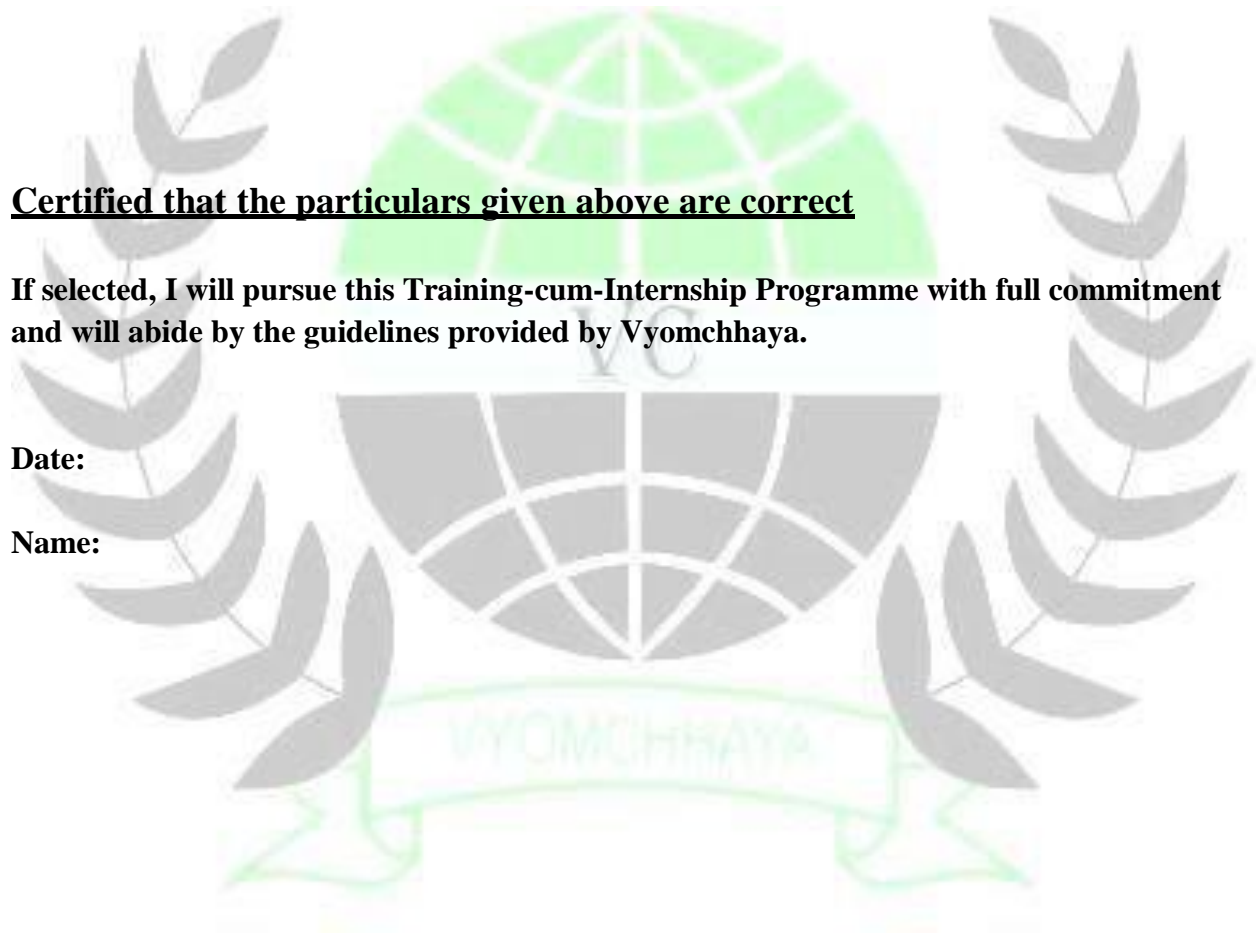 Certified that the particulars given above are correct
If selected, I will pursue this Training-cum-Internship Programme with full commitment
and will abide by the guidelines provided by Vyomchhaya.
VC
Date:
Name:
VYOMCHHAYA